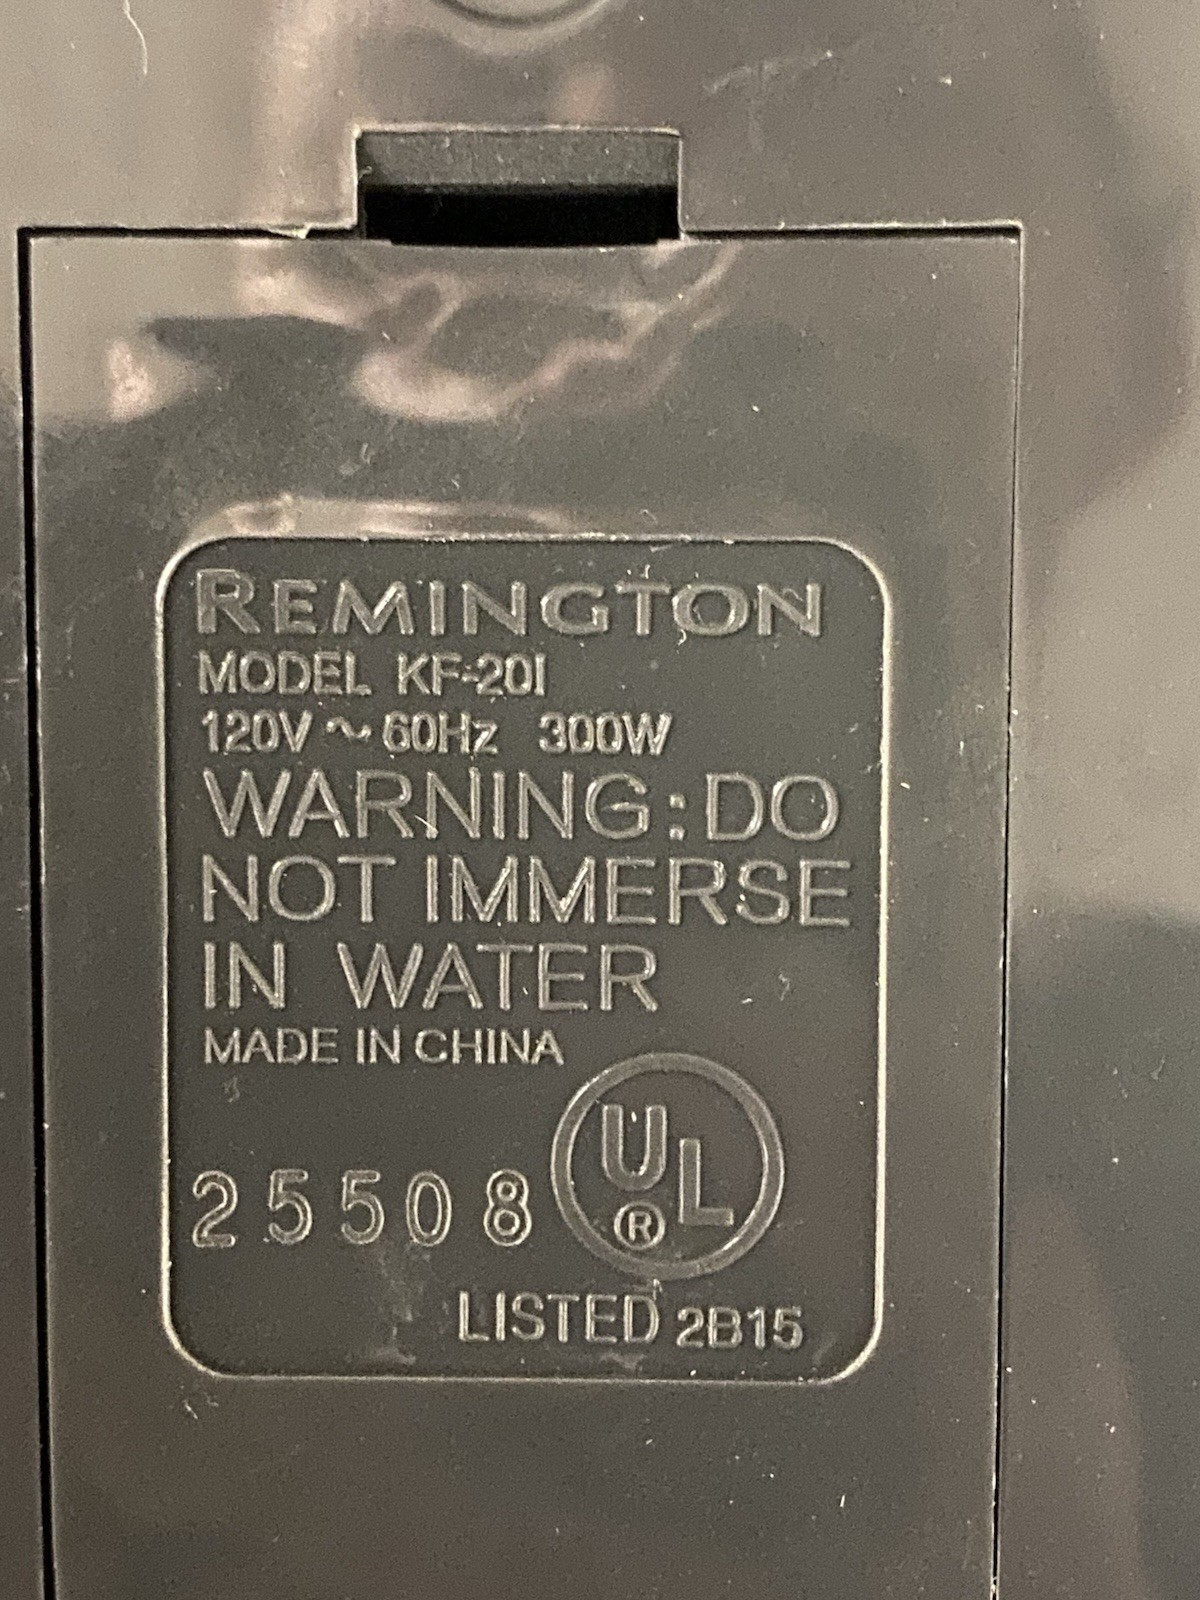 REMINGTON
MODEL KF-20I
120V ~ 60Hz 300W
WARNING: DO
NOT IMMERSE
IN WATER
MADE IN CHINA
25508
UL
®
LISTED 2B15